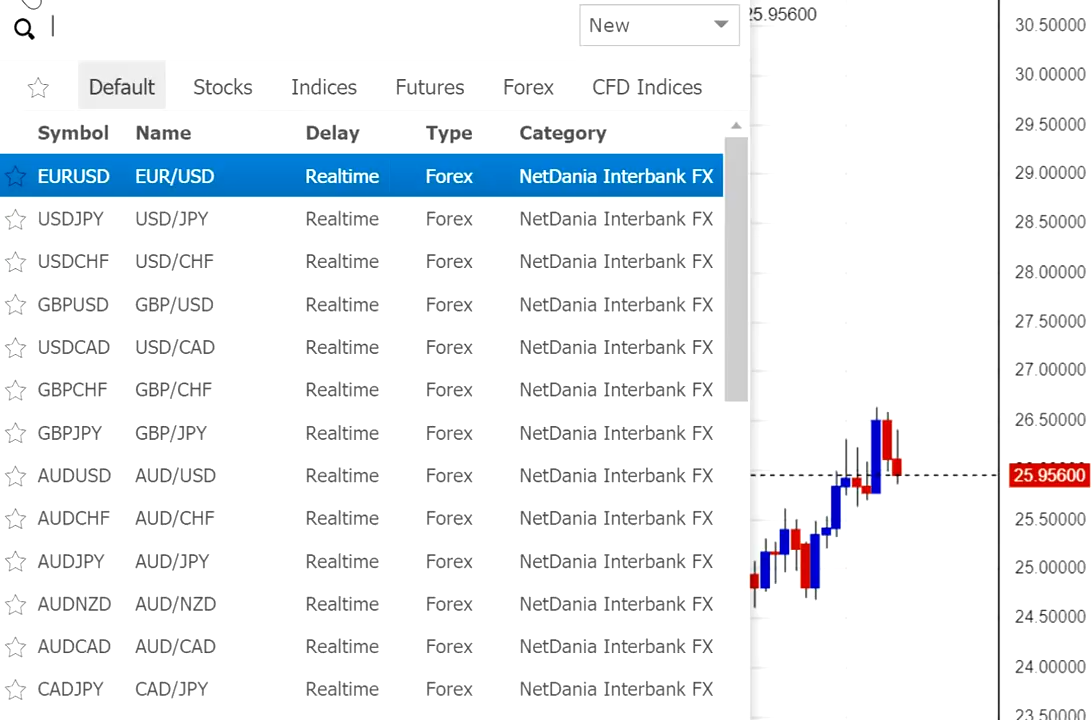 New
25.95600
Default Stocks Indices Futures Forex CFD Indices
Symbol Name Delay Type Category
EURUSD EUR/USD Realtime Forex NetDania Interbank FX
USDJPY USD/JPY Realtime Forex NetDania Interbank FX
USDCHF USD/CHF Realtime Forex NetDania Interbank FX
GBPUSD GBP/USD Realtime Forex NetDania Interbank FX
USDCAD USD/CAD Realtime Forex NetDania Interbank FX
GBPCHF GBP/CHF Realtime Forex NetDania Interbank FX
GBPJPY GBP/JPY Realtime Forex NetDania Interbank FX
AUDUSD AUD/USD Realtime Forex NetDania Interbank FX
AUDCHF AUD/CHF Realtime Forex NetDania Interbank FX
AUDJPY AUD/JPY Realtime Forex NetDania Interbank FX
AUDNZD AUD/NZD Realtime Forex NetDania Interbank FX
AUDCAD AUD/CAD Realtime Forex NetDania Interbank FX
CADJPY CAD/JPY Realtime Forex NetDania Interbank FX
30.50000
30.00000
29.50000
29.00000
28.50000
28.00000
27.50000
27.00000
26.50000
25.95600
25.50000
25.00000
24.50000
24.00000
23.50000